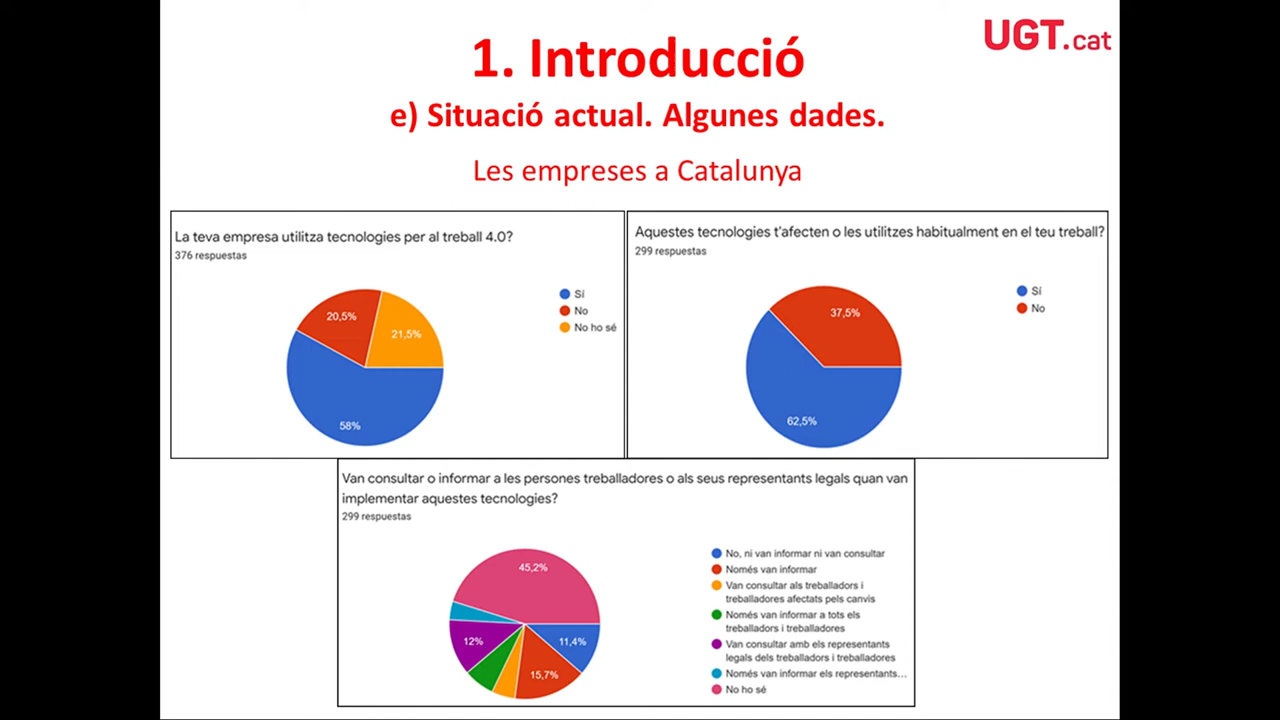 UGT.cat
1. Introducció
e) Situació actual. Algunes dades.
Les empreses a Catalunya
La teva empresa utilitza tecnologies per al treball 4.0?
376 respuestas
Sí
No
No ho sé
20,5%
21,5%
58%
Aquestes tecnologies t'afecten o les utilitzes habitualment en el teu treball?
299 respuestas
Sí
No
37,5%
62,5%
Van consultar o informar a les persones treballadores o als seus representants legals quan van
implementar aquestes tecnologies?
299 respuestas
45,2%
12%
11,4%
15,7%
No, ni van informar ni van consultar
Només van informar
Van consultar als treballadors i
treballadores afectats pels canvis
Només van informar a tots els
treballadors i treballadores
Van consultar amb els representants
legals dels treballadors i treballadores
Només van informar els representants…
No ho sé